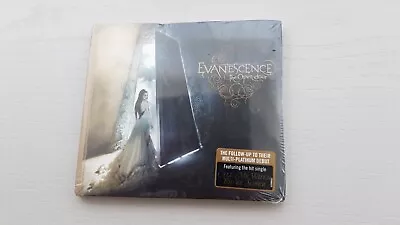 EVANESCENCE
The Open Door
THE FOLLOW-UP TO THEIR
MULTI-PLATINUM DEBUT
Featuring the hit single